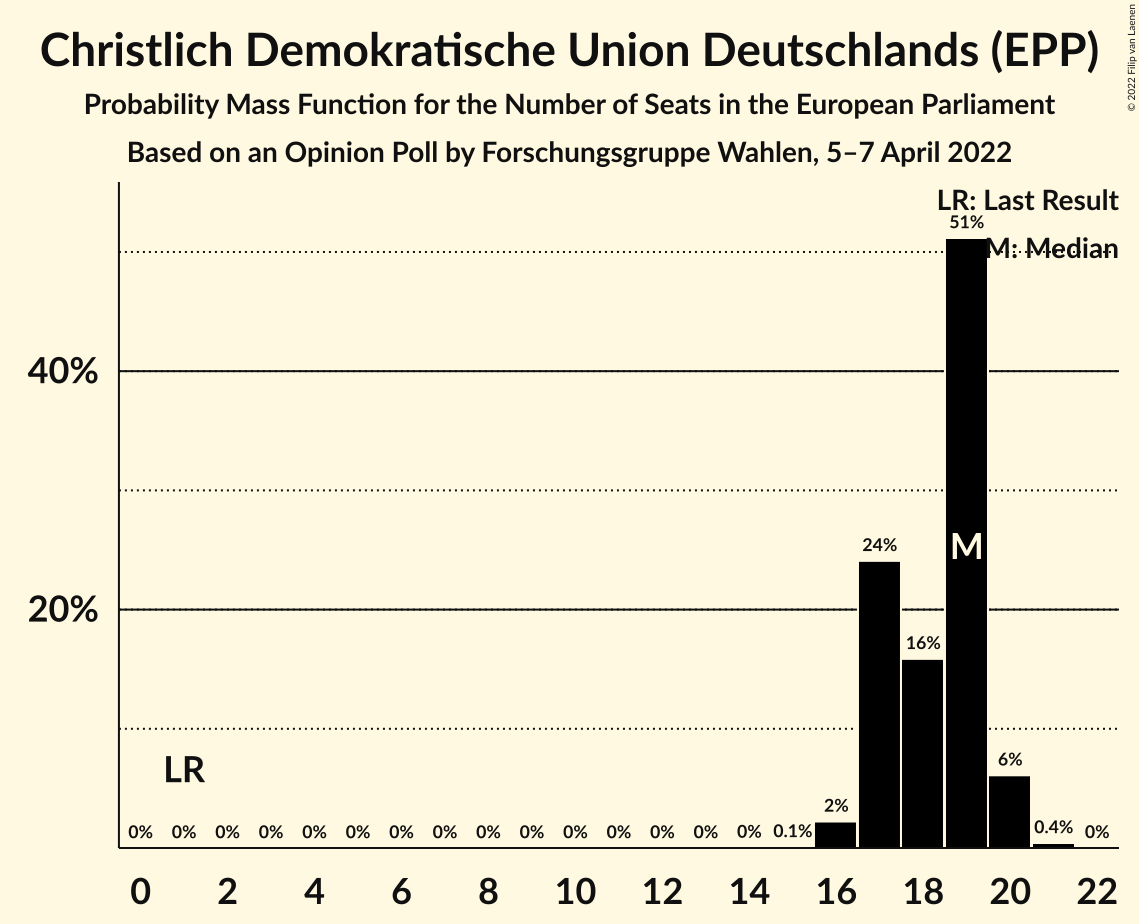 Christlich Demokratische Union Deutschlands (EPP)
Probability Mass Function for the Number of Seats in the European Parliament
Based on an Opinion Poll by Forschungsgruppe Wahlen, 5–7 April 2022
© 2022 Filip van Laenen
LR: Last Result
51%
M: Median
40%
24%
M
20%
16%
LR
6%
0% 0% 0% 0% 0% 0% 0% 0% 0% 0% 0% 0% 0% 0% 0% 0.1% 2% 0.4% 0%
0 2 4 6 8 10 12 14 16 18 20 22